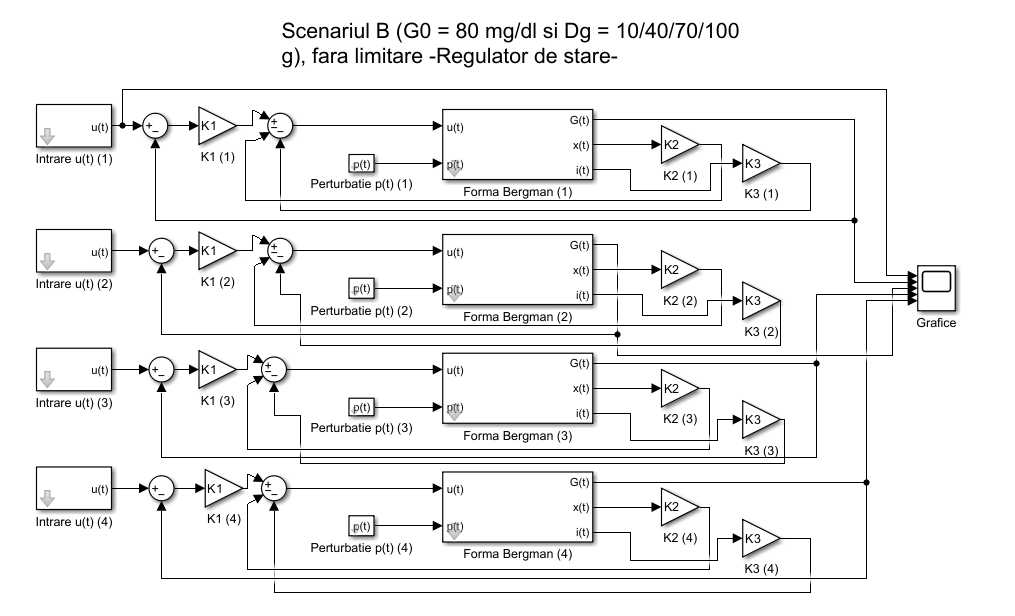 Scenariul B (G0 = 80 mg/dl si Dg = 10/40/70/100
g), fara limitare -Regulator de stare-
u(t)
Intrare u(t) (1)
K1
K1 (1)
p(t)
Perturbatie p(t) (1)
u(t)
p(t)
G(t)
x(t)
i(t)
Forma Bergman (1)
K2
K2 (1)
K3
K3 (1)
u(t)
Intrare u(t) (2)
K1
K1 (2)
p(t)
Perturbatie p(t) (2)
u(t)
p(t)
G(t)
x(t)
i(t)
Forma Bergman (2)
K2
K2 (2)
K3
K3 (2)
Grafice
u(t)
Intrare u(t) (3)
K1
K1 (3)
p(t)
Perturbatie p(t) (3)
u(t)
p(t)
G(t)
x(t)
i(t)
Forma Bergman (3)
K2
K2 (3)
K3
K3 (3)
u(t)
Intrare u(t) (4)
K1
K1 (4)
p(t)
Perturbatie p(t) (4)
u(t)
p(t)
G(t)
x(t)
i(t)
Forma Bergman (4)
K2
K2 (4)
K3
K3 (4)